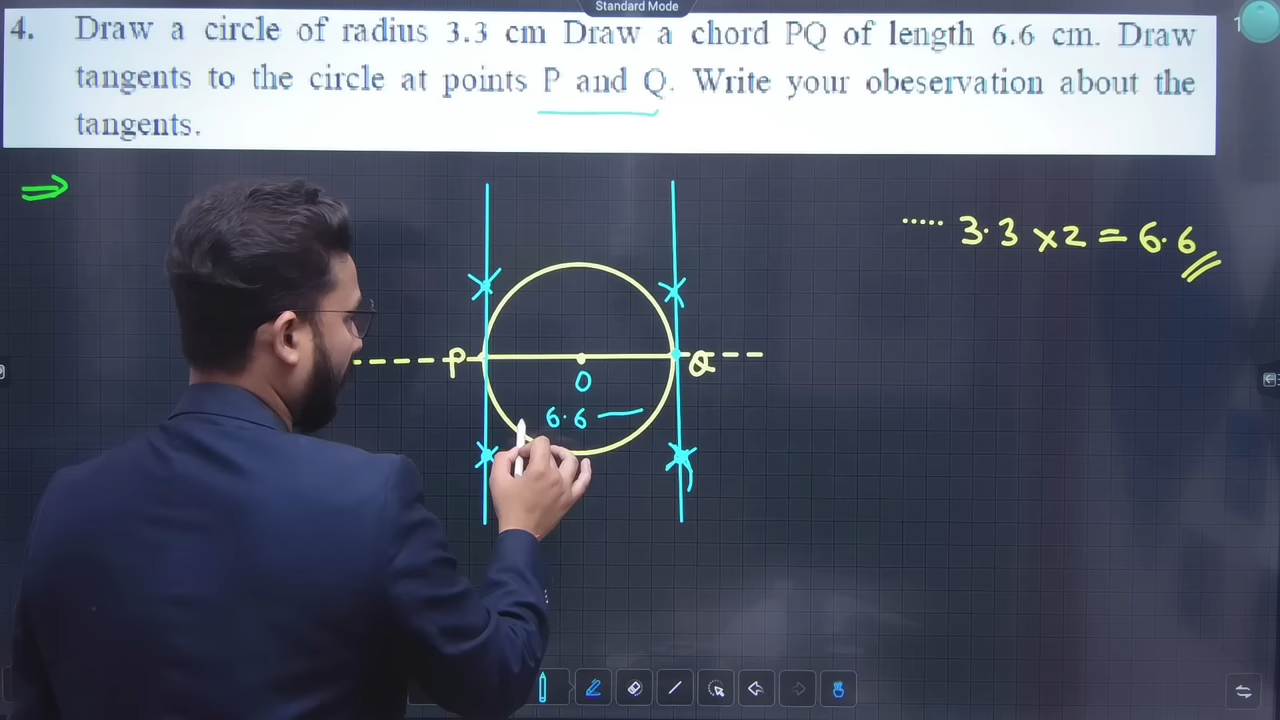 Standard Mode
4. Draw a circle of radius 3.3 cm Draw a chord PQ of length 6.6 cm. Draw
tangents to the circle at points P and Q. Write your obeservation about the
tangents.
..... 3.3 x2 = 6.6
P
Q
O
6.6